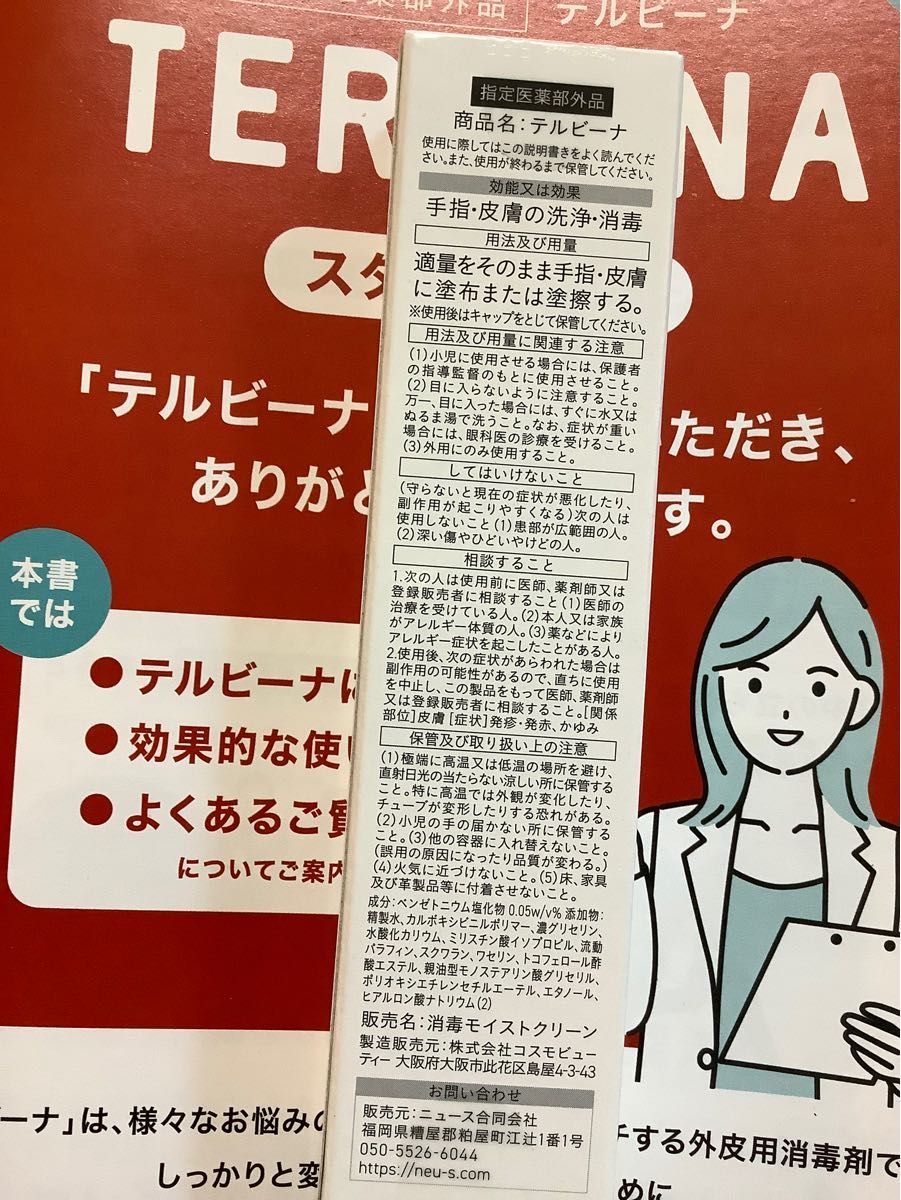 薬部外品
テルビーナ
TER
NA
スタ
「テルビーナ
ただき、
ありがと
す。
本書
では
●テルビーナに
●効果的な使い
●よくあるご質
についてご案内
指定医薬部外品
商品名:テルビーナ
使用に際してはこの説明書きをよく読んでくだ
さい。また、使用が終わるまで保管してください。
効能又は効果
手指・皮膚の洗浄・消毒
用法及び用量
適量をそのまま手指・皮膚
に塗布または塗擦する。
※使用後はキャップをとじて保管してください。
用法及び用量に関連する注意
(1)小児に使用させる場合には、保護者
の指導監督のもとに使用させること。
(2)目に入らないように注意すること。
万一、目に入った場合には、すぐに水又は
ぬるま湯で洗うこと。なお、症状が重い
場合には、眼科医の診療を受けること。
(3)外用にのみ使用すること。
してはいけないこと
(守らないと現在の症状が悪化したり、
副作用が起こりやすくなる)次の人は
使用しないこと(1)患部が広範囲の人。
(2)深い傷やひどいやけどの人。
相談すること
1.次の人は使用前に医師、薬剤師又は
登録販売者に相談すること(1)医師の
治療を受けている人。(2)本人又は家族
がアレルギー体質の人。(3)薬などにより
アレルギー症状を起こしたことがある人。
2.使用後、次の症状があらわれた場合は
副作用の可能性があるので、直ちに使用
を中止し、この製品をもって医師、薬剤師
又は登録販売者に相談すること。[関係
部位]皮膚[症状]発疹・発赤、かゆみ
保管及び取り扱い上の注意
(1)極端に高温又は低温の場所を避け、
直射日光の当たらない涼しい所に保管する
こと。特に高温では外観が変化したり、
チューブが変形したりする恐れがある。
(2)小児の手の届かない所に保管する
こと。(3)他の容器に入れ替えないこと。
(誤用の原因になったり品質が変わる。)
(4)火気に近づけないこと。(5)床、家具
及び革製品等に付着させないこと。
成分:ベンゼトニウム塩化物 0.05w/v% 添加物:
精製水、カルボキシビニルポリマー、濃グリセリン、
水酸化カリウム、ミリスチン酸イソプロピル、流動
パラフィン、スクワラン、ワセリン、トコフェロール酢
酸エステル、親油型モノステアリン酸グリセリル、
ポリオキシエチレンセチルエーテル、エタノール、
ヒアルロン酸ナトリウム(2)
販売名:消毒モイストクリーン
製造販売元:株式会社コスモビュー
ティー 大阪府大阪市此花区島屋4-3-43
お問い合わせ
販売元:ニュース合同会社
福岡県糟屋郡粕屋町江辻1番1号
050-5526-6044
https://neu-s.com
ーナ」は、様々なお悩みの
チする外皮用消毒剤で
しっかりと変
めに